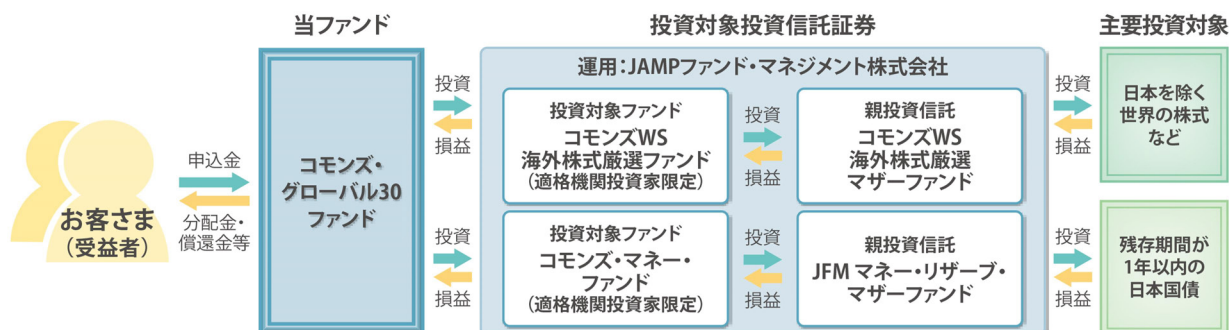 当ファンド
投資対象投資信託証券
主要投資対象
お客さま
(受益者)
申込金
分配金・
償還金等
コモンズ・
グローバル30
ファンド
投資
損益
投資
損益
運用:JAMPファンド・マネジメント株式会社
投資対象ファンド
コモンズWS
海外株式厳選ファンド
(適格機関投資家限定)
投資
損益
親投資信託
コモンズWS
海外株式厳選
マザーファンド
投資対象ファンド
コモンズ・マネー・
ファンド
(適格機関投資家限定)
投資
損益
親投資信託
JFM マネー・リザーブ・
マザーファンド
投資
損益
日本を除く
世界の株式
など
投資
損益
残存期間が
1年以内の
日本国債